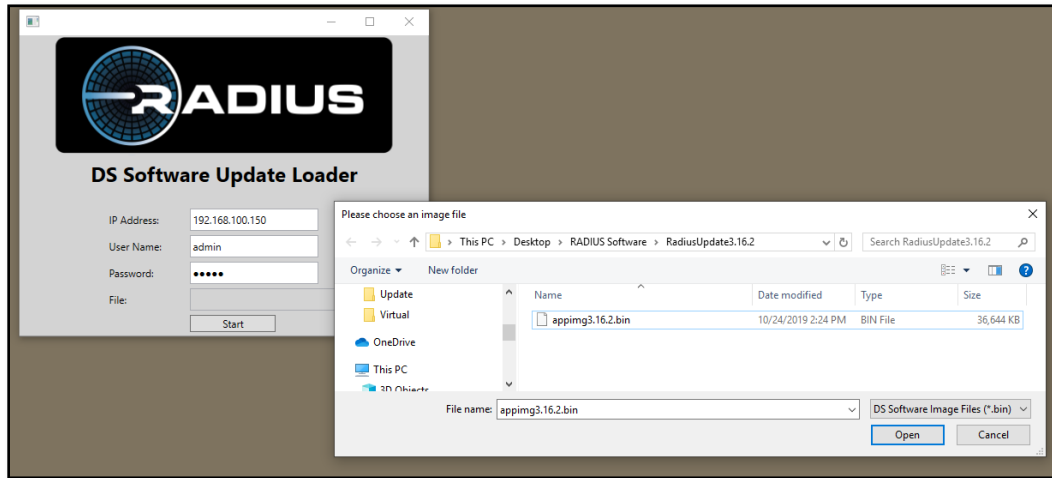 RADIUS
DS Software Update Loader
IP Address: 192.168.100.150
User Name: admin
Password: •••••
File:
Start
Please choose an image file
This PC > Desktop > RADIUS Software > RadiusUpdate3.16.2
Search RadiusUpdate3.16.2
Organize New folder
Update
Virtual
OneDrive
This PC
3D Objects
Name Date modified Type Size
appimg3.16.2.bin 10/24/2019 2:24 PM BIN File 36,644 KB
File name: appimg3.16.2.bin DS Software Image Files (*.bin)
Open Cancel